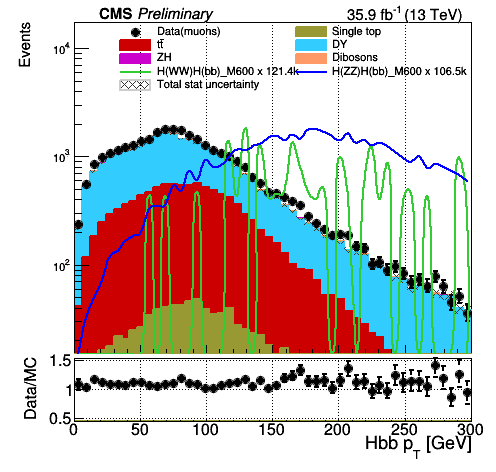 CMS Preliminary 35.9 fb⁻¹ (13 TeV)
Data(muons) Single top
tt̄ DY
ZH Dibosons
H(WW)H(bb)_M600 x 121.4k H(ZZ)H(bb)_M600 x 106.5k
Total stat uncertainty
Events
10⁴
10³
10²
Data/MC
1.5
1
0.5
0 50 100 150 200 250 300
Hbb p_T [GeV]